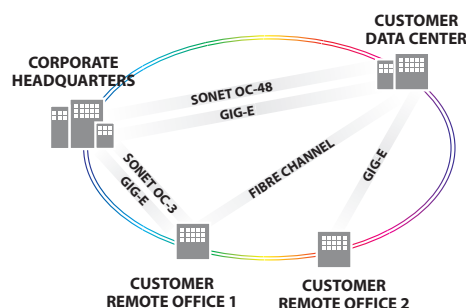 CUSTOMER
DATA CENTER
CORPORATE
HEADQUARTERS
SONET OC-48
GIG-E
SONET OC-3
GIG-E
FIBRE CHANNEL
GIG-E
CUSTOMER
REMOTE OFFICE 1
CUSTOMER
REMOTE OFFICE 2